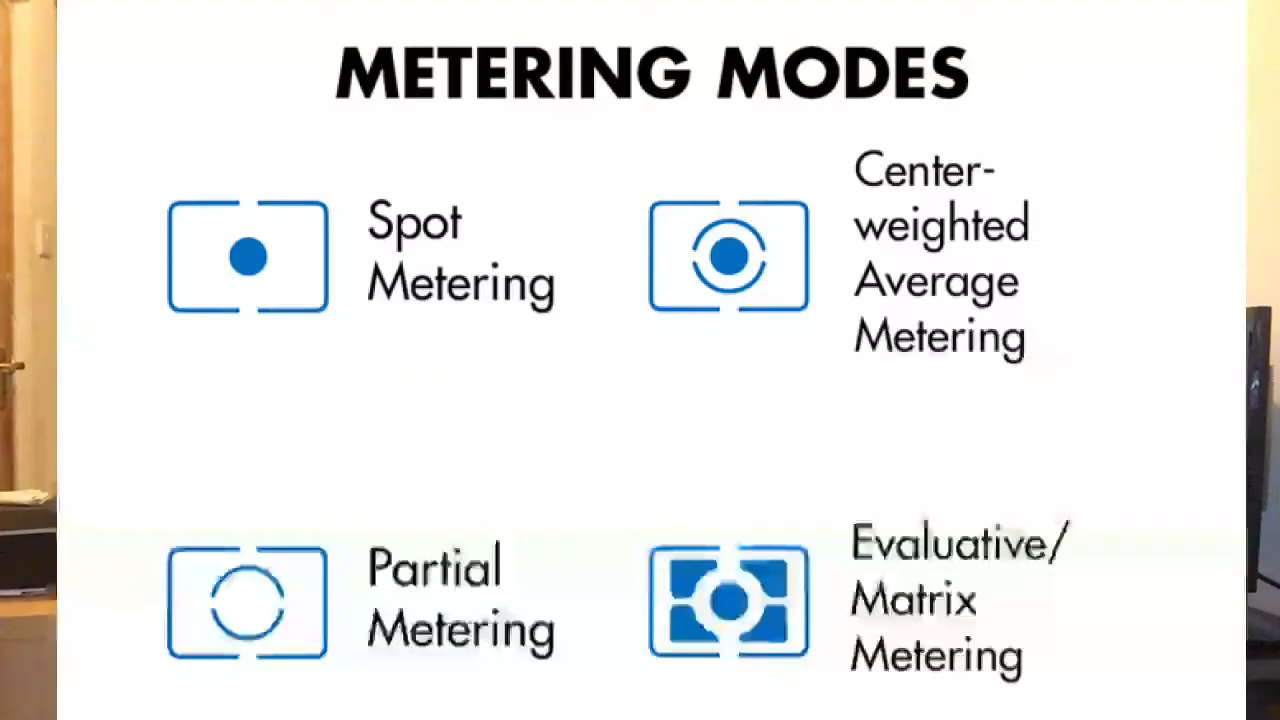 METERING MODES
Spot
Metering
Center-
weighted
Average
Metering
Partial
Metering
Evaluative/
Matrix
Metering